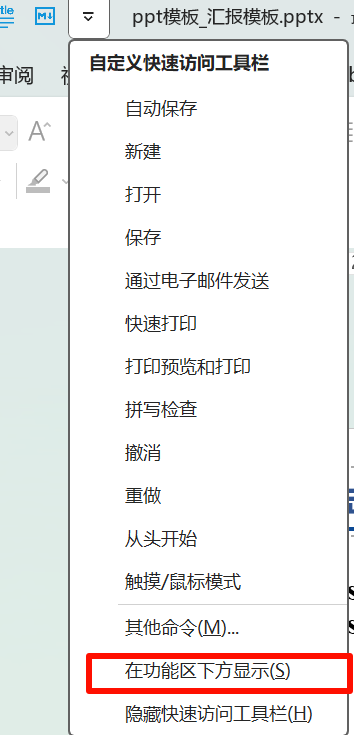 tle
M
ppt模板_汇报模板.pptx -
审阅
A
自定义快速访问工具栏
自动保存
新建
打开
保存
通过电子邮件发送
快速打印
打印预览和打印
拼写检查
撤消
重做
从头开始
触摸/鼠标模式
其他命令(M)...
在功能区下方显示(S)
隐藏快速访问工具栏(H)